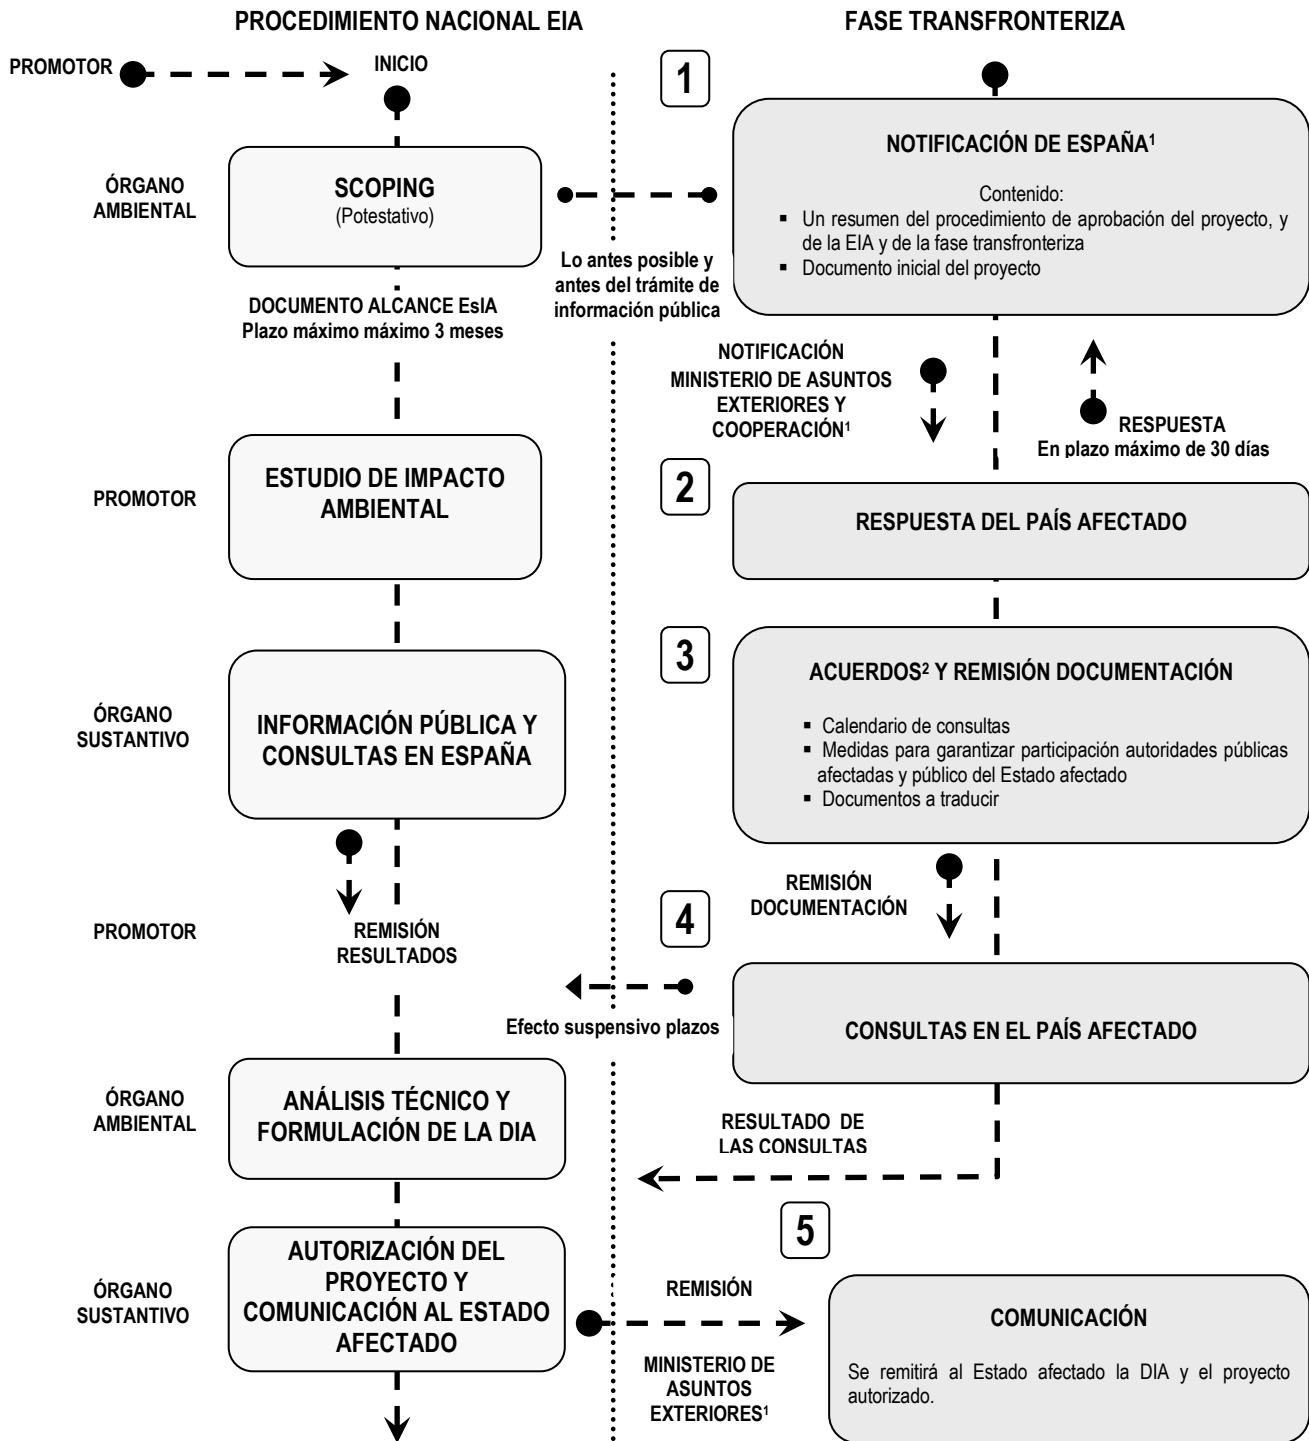 PROCEDIMIENTO NACIONAL EIA
FASE TRANSFRONTERIZA
PROMOTOR
INICIO
1
ÓRGANO
AMBIENTAL
SCOPING
(Potestativo)
NOTIFICACIÓN DE ESPAÑA¹
Contenido:
▪ Un resumen del procedimiento de aprobación del proyecto, y
de la EIA y de la fase transfronteriza
▪ Documento inicial del proyecto
Lo antes posible y
antes del trámite de
información pública
DOCUMENTO ALCANCE EsIA
Plazo máximo máximo 3 meses
NOTIFICACIÓN
MINISTERIO DE ASUNTOS
EXTERIORES Y
COOPERACIÓN¹
RESPUESTA
En plazo máximo de 30 días
PROMOTOR
ESTUDIO DE IMPACTO
AMBIENTAL
2
RESPUESTA DEL PAÍS AFECTADO
ÓRGANO
SUSTANTIVO
INFORMACIÓN PÚBLICA Y
CONSULTAS EN ESPAÑA
3
ACUERDOS² Y REMISIÓN DOCUMENTACIÓN
▪ Calendario de consultas
▪ Medidas para garantizar participación autoridades públicas
afectadas y público del Estado afectado
▪ Documentos a traducir
REMISIÓN
DOCUMENTACIÓN
PROMOTOR
REMISIÓN
RESULTADOS
4
Efecto suspensivo plazos
CONSULTAS EN EL PAÍS AFECTADO
ÓRGANO
AMBIENTAL
ANÁLISIS TÉCNICO Y
FORMULACIÓN DE LA DIA
RESULTADO DE
LAS CONSULTAS
5
ÓRGANO
SUSTANTIVO
AUTORIZACIÓN DEL
PROYECTO Y
COMUNICACIÓN AL ESTADO
AFECTADO
REMISIÓN
MINISTERIO DE
ASUNTOS
EXTERIORES¹
COMUNICACIÓN
Se remitirá al Estado afectado la DIA y el proyecto
autorizado.